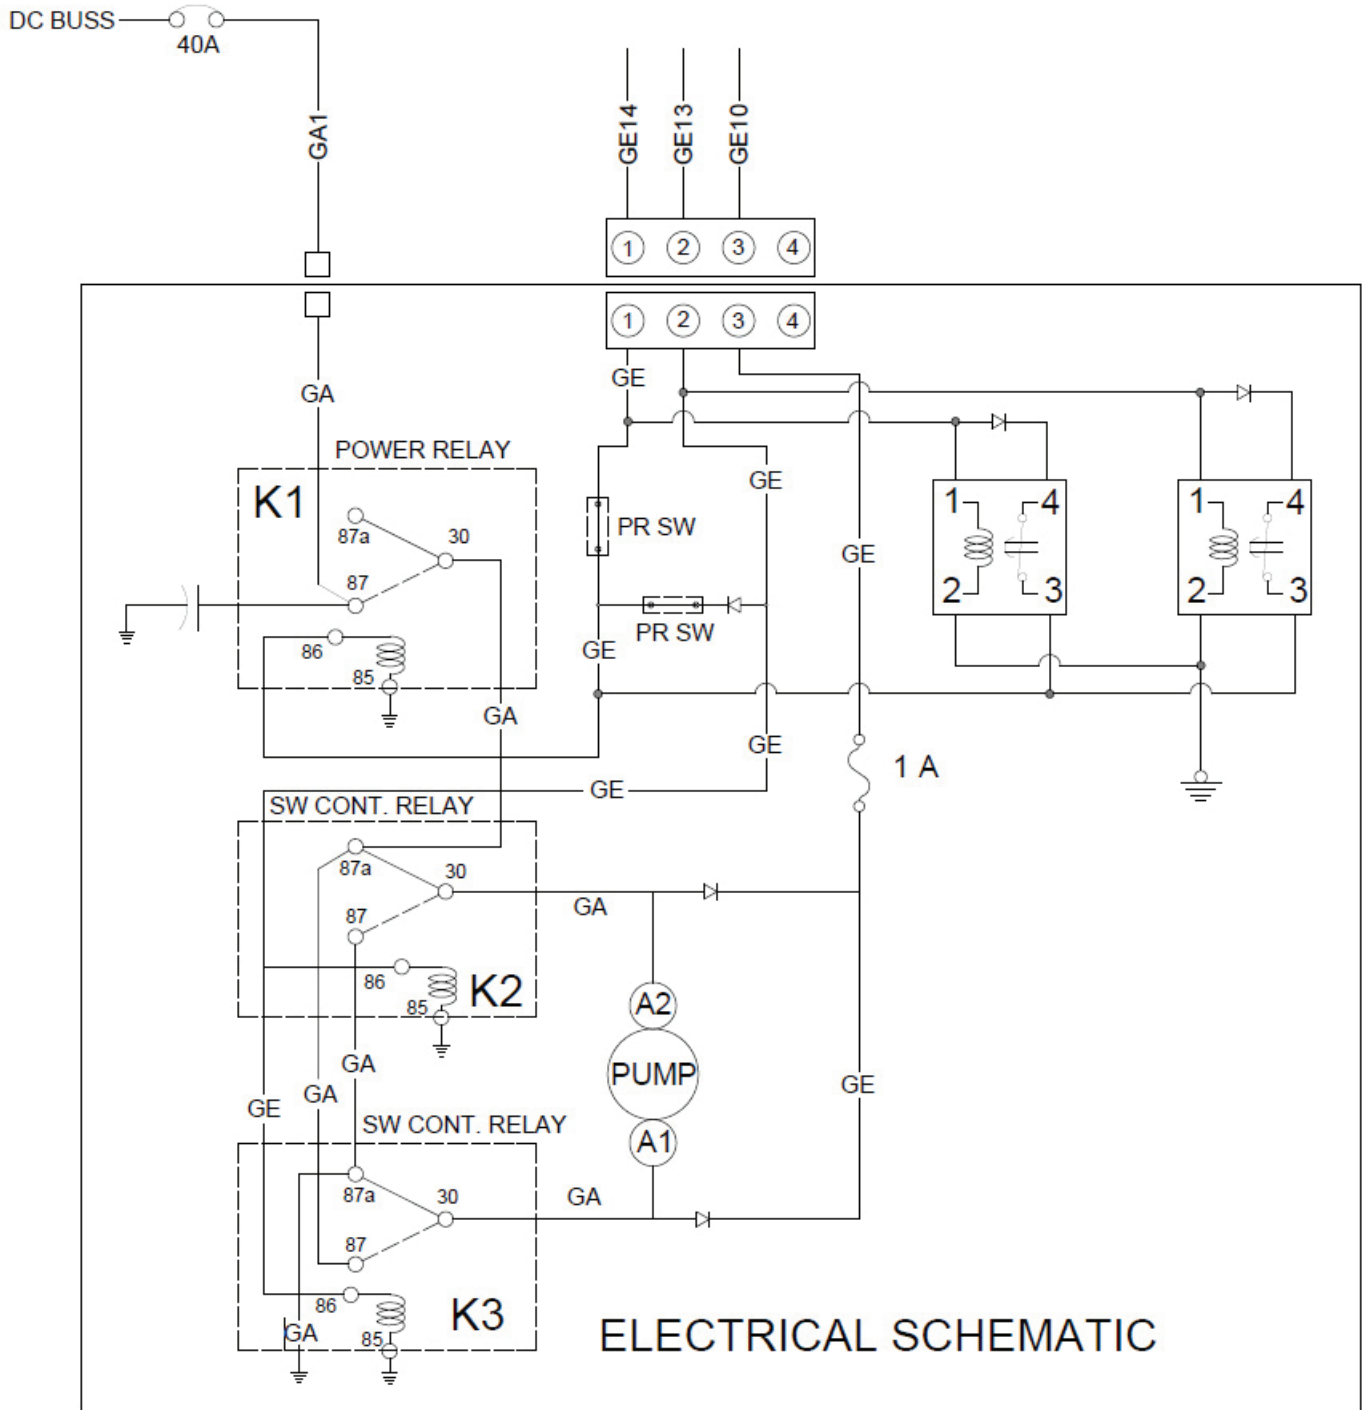 DC BUSS
40A
GA1
GE14
GE13
GE10
1 2 3 4
1 2 3 4
GE
GA
POWER RELAY
K1
87a
30
87
86
85
GE
PR SW
GE
1 4
2 3
1 4
2 3
PR SW
GE
GA
GE
1 A
GE
SW CONT. RELAY
87a
30
87
GA
86
K2
85
A2
PUMP
A1
GA
GA
GE
GE
SW CONT. RELAY
87a
30
GA
87
86
K3
GA
85
ELECTRICAL SCHEMATIC